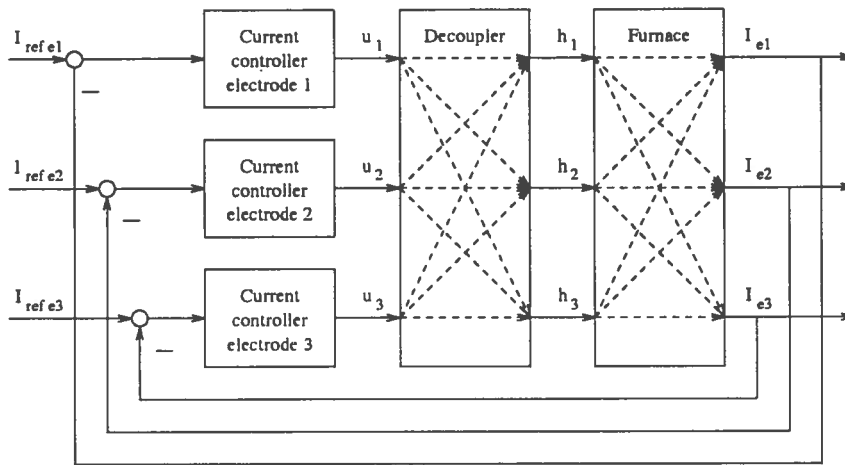 I ref e1
Current
controller
electrode 1
u 1
Decoupler
h 1
Furnace
I e1
I ref e2
Current
controller
electrode 2
u 2
h 2
I e2
I ref e3
Current
controller
electrode 3
u 3
h 3
I e3